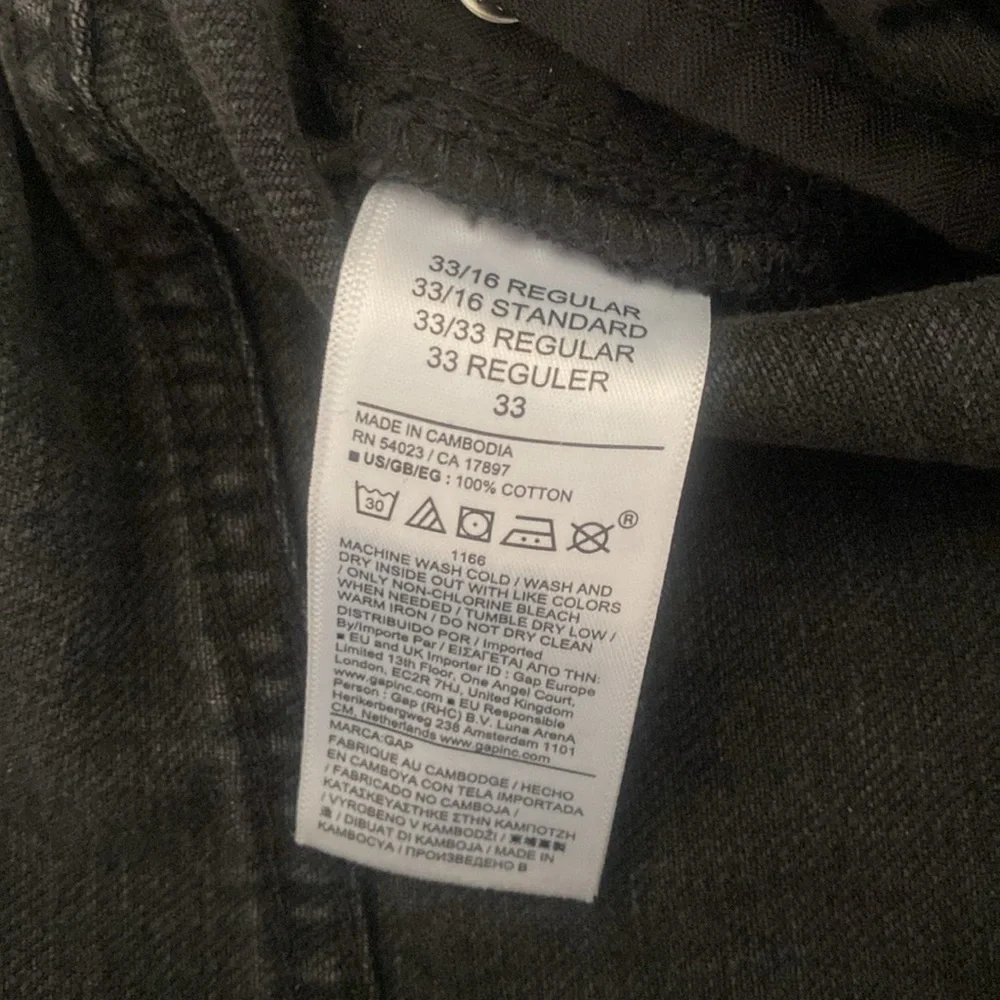 33/16 REGULAR
33/16 STANDARD
33/33 REGULAR
33 REGULER
33
MADE IN CAMBODIA
RN 54023 / CA 17897
■ US/GB/EG : 100% COTTON
30
®
1166
MACHINE WASH COLD / WASH AND
DRY INSIDE OUT WITH LIKE COLORS
/ ONLY NON-CHLORINE BLEACH
WHEN NEEDED / TUMBLE DRY LOW /
WARM IRON / DO NOT DRY CLEAN
DISTRIBUIDO POR / Imported
By/Importe Par / ΕΙΣΑΓΕΤΑΙ ΑΠΟ ΤΗΝ:
■ EU and UK Importer ID : Gap Europe
Limited 13th Floor, One Angel Court,
London, EC2R 7HJ, United Kingdom
www.gapinc.com ■ EU Responsible
Person : Gap (RHC) B.V. Luna ArenA
Herikerbergweg 238 Amsterdam 1101
CM, Netherlands www.gapinc.com
MARCA:GAP
FABRIQUE AU CAMBODGE / HECHO
EN CAMBOYA CON TELA IMPORTADA
/ FABRICADO NO CAMBOJA /
ΚΑΤΑΣΚΕΥΑΣΤΗΚΕ ΣΤΗΝ ΚΑΜΠΟΤΖΗ
/ VYROBENO V KAMBODŽI /
/ DIBUAT DI KAMBOJA / MADE IN
KAMBOCYA / ПРОИЗВЕДЕНО В